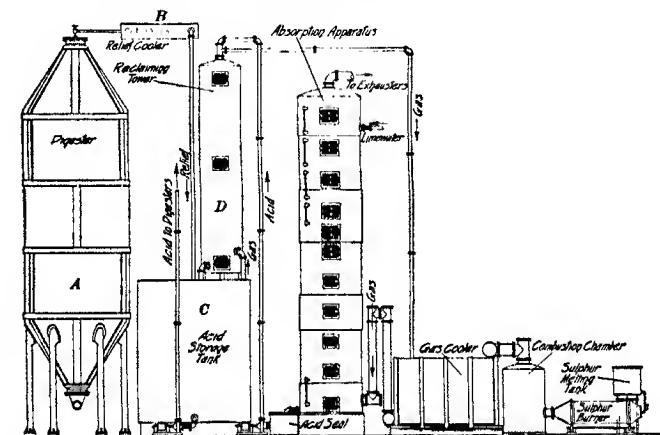 B
Relief Cooler
Reclaiming
Tower
Absorption Apparatus
To Exhausters
Gas
Limewater
Digester
Relief
Acid to Digesters
Acid
D
Gas
A
C
Acid
Storage
Tank
Gas
Gas Cooler
Combustion Chamber
Sulphur
Melting
Tank
Sulphur
Burner
Acid Seal